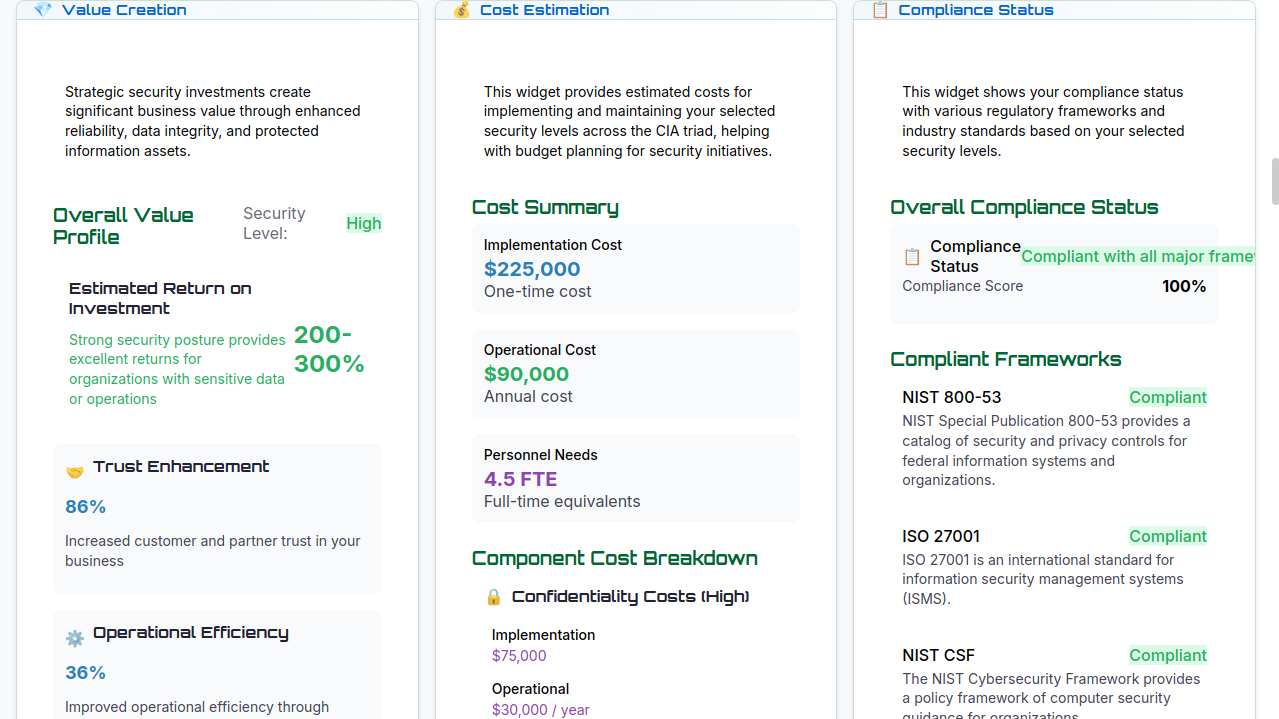 Value Creation
Strategic security investments create
significant business value through enhanced
reliability, data integrity, and protected
information assets.
Overall Value
Profile
Security
Level:
High
Estimated Return on
Investment
Strong security posture provides
excellent returns for
organizations with sensitive data
or operations
200-
300%
Trust Enhancement
86%
Increased customer and partner trust in your
business
Operational Efficiency
36%
Improved operational efficiency through
Cost Estimation
This widget provides estimated costs for
implementing and maintaining your selected
security levels across the CIA triad, helping
with budget planning for security initiatives.
Cost Summary
Implementation Cost
$225,000
One-time cost
Operational Cost
$90,000
Annual cost
Personnel Needs
4.5 FTE
Full-time equivalents
Component Cost Breakdown
Confidentiality Costs (High)
Implementation
$75,000
Operational
$30,000 / year
Compliance Status
This widget shows your compliance status
with various regulatory frameworks and
industry standards based on your selected
security levels.
Overall Compliance Status
Compliance
Status
Compliant with all major frame
Compliance Score
100%
Compliant Frameworks
NIST 800-53
Compliant
NIST Special Publication 800-53 provides a
catalog of security and privacy controls for
federal information systems and
organizations.
ISO 27001
Compliant
ISO 27001 is an international standard for
information security management systems
(ISMS).
NIST CSF
Compliant
The NIST Cybersecurity Framework provides
a policy framework of computer security
guidance for organizations